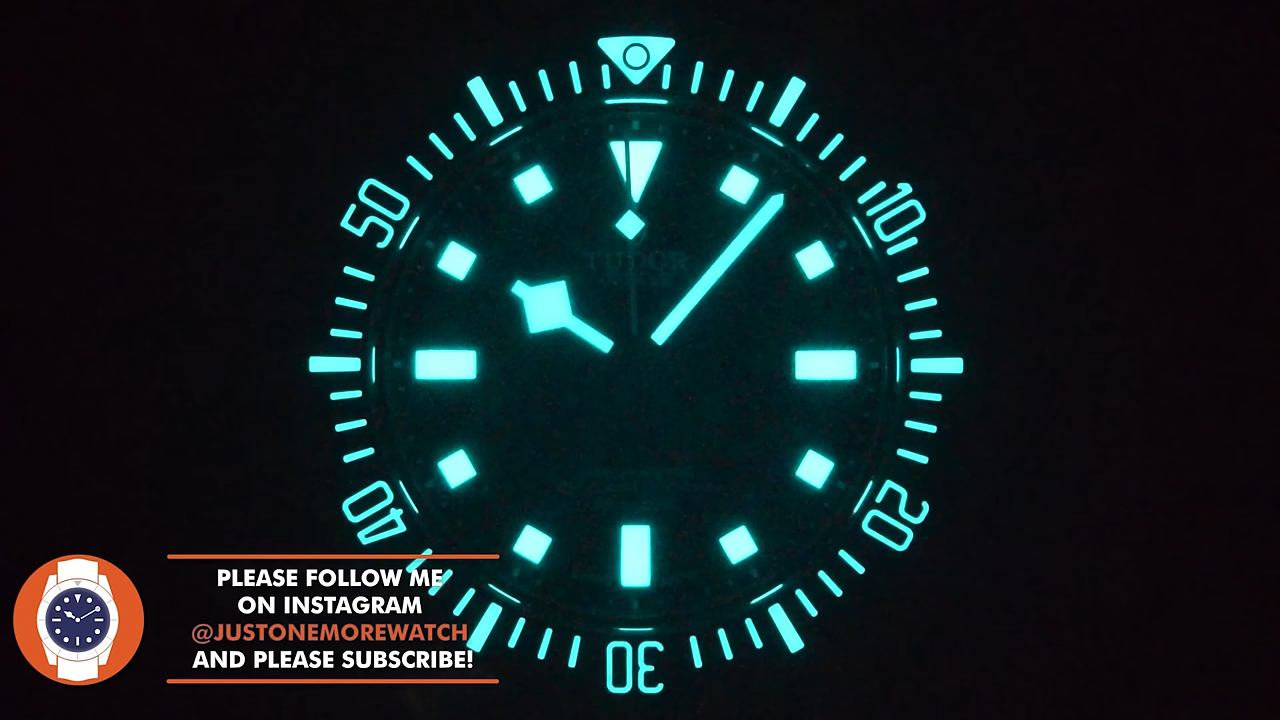 50
10
TUDOR
40
20
30
PLEASE FOLLOW ME
ON INSTAGRAM
@JUSTONEMOREWATCH
AND PLEASE SUBSCRIBE!